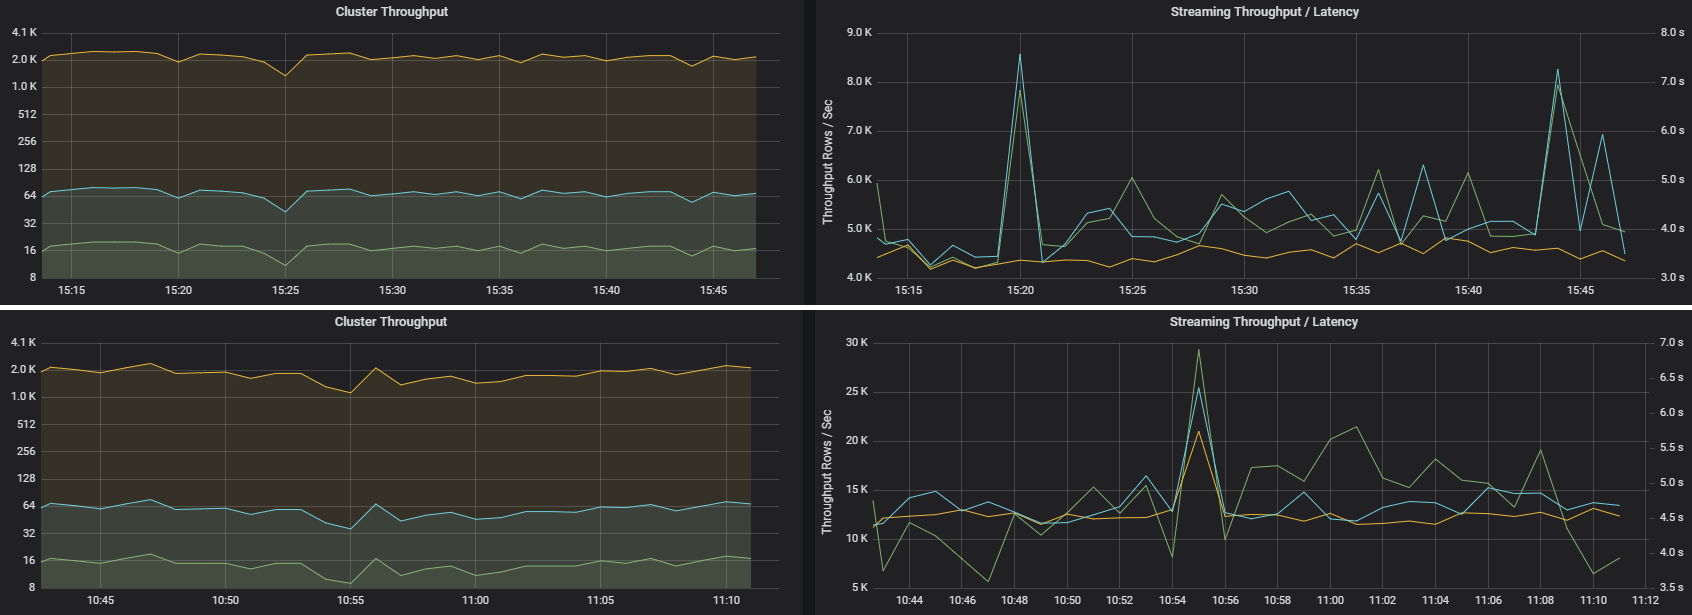 Cluster Throughput
4.1 K
2.0 K
1.0 K
512
256
128
64
32
16
8
15:15 15:20 15:25 15:30 15:35 15:40 15:45
Streaming Throughput / Latency
Throughput Rows / Sec
9.0 K 8.0 s
8.0 K 7.0 s
7.0 K 6.0 s
6.0 K 5.0 s
5.0 K 4.0 s
4.0 K 3.0 s
15:15 15:20 15:25 15:30 15:35 15:40 15:45
Cluster Throughput
4.1 K
2.0 K
1.0 K
512
256
128
64
32
16
8
10:45 10:50 10:55 11:00 11:05 11:10
Streaming Throughput / Latency
Throughput Rows / Sec
30 K 7.0 s
6.5 s
25 K
6.0 s
20 K 5.5 s
15 K 5.0 s
4.5 s
10 K
4.0 s
5 K 3.5 s
10:44 10:46 10:48 10:50 10:52 10:54 10:56 10:58 11:00 11:02 11:04 11:06 11:08 11:10 11:12